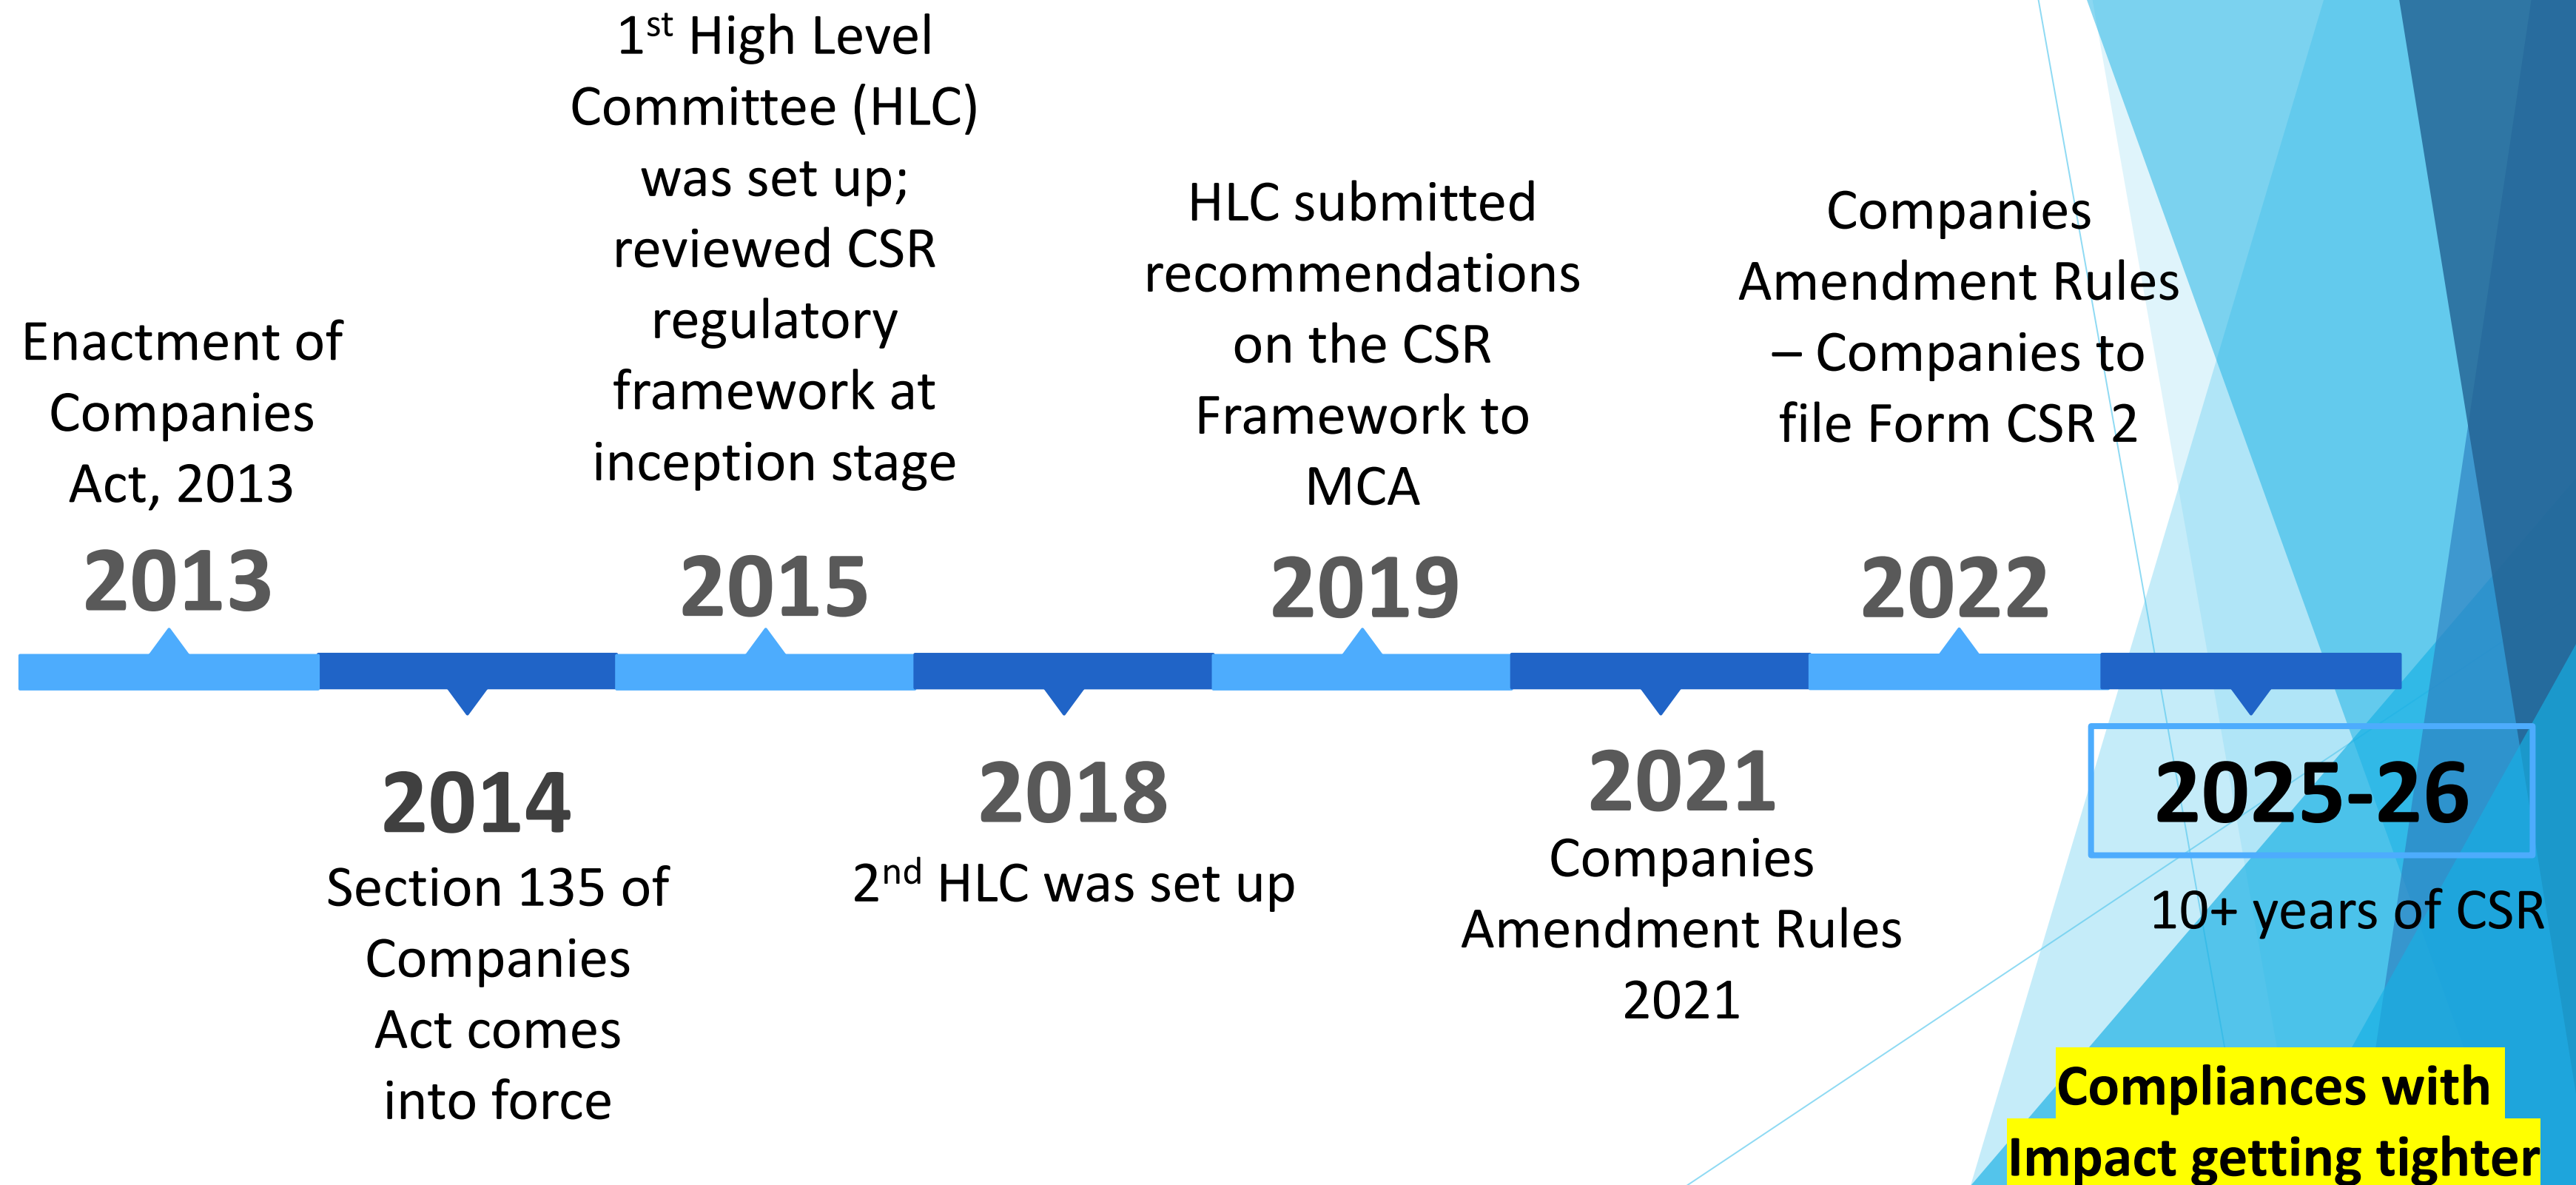 Enactment of
Companies
Act, 2013
2013
2014
Section 135 of
Companies
Act comes
into force
1st High Level
Committee (HLC)
was set up;
reviewed CSR
regulatory
framework at
inception stage
2015
2018
2nd HLC was set up
HLC submitted
recommendations
on the CSR
Framework to
MCA
2019
2021
Companies
Amendment Rules
2021
Companies
Amendment Rules
– Companies to
file Form CSR 2
2022
2025-26
10+ years of CSR
Compliances with
Impact getting tighter